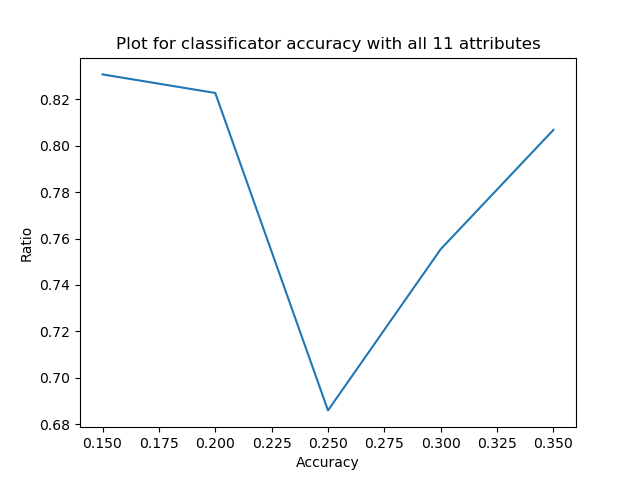 Plot for classificator accuracy with all 11 attributes
0.82
0.80
0.78
0.76
0.74
0.72
0.70
0.68
Ratio
0.150 0.175 0.200 0.225 0.250 0.275 0.300 0.325 0.350
Accuracy